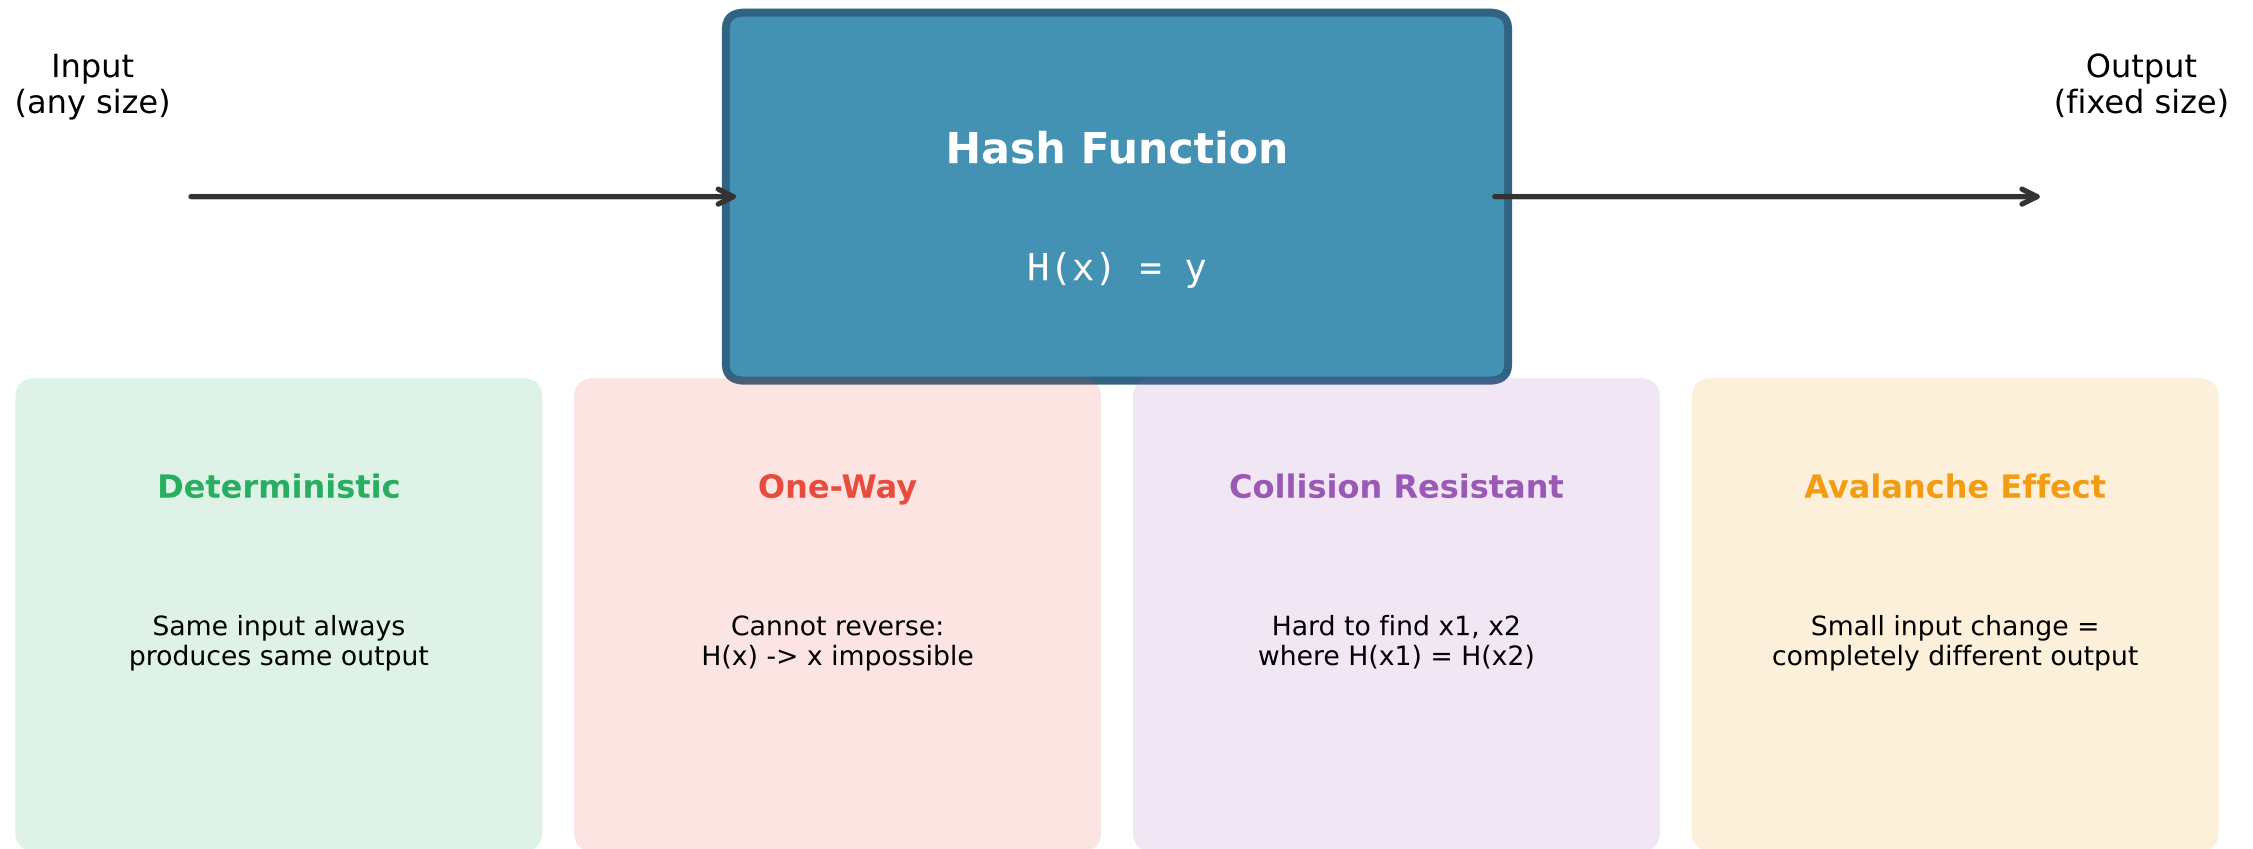 Input
(any size)
Hash Function
H(x) = y
Output
(fixed size)
Deterministic
Same input always
produces same output
One-Way
Cannot reverse:
H(x) -> x impossible
Collision Resistant
Hard to find x1, x2
where H(x1) = H(x2)
Avalanche Effect
Small input change =
completely different output